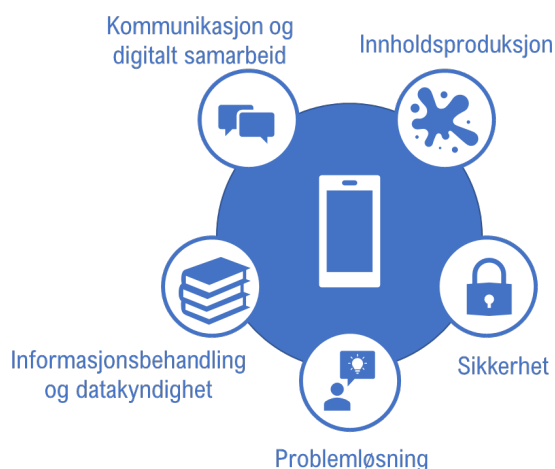 Kommunikasjon og
digitalt samarbeid
Innholdsproduksjon
Informasjonsbehandling
og datakyndighet
Sikkerhet
Problemløsning